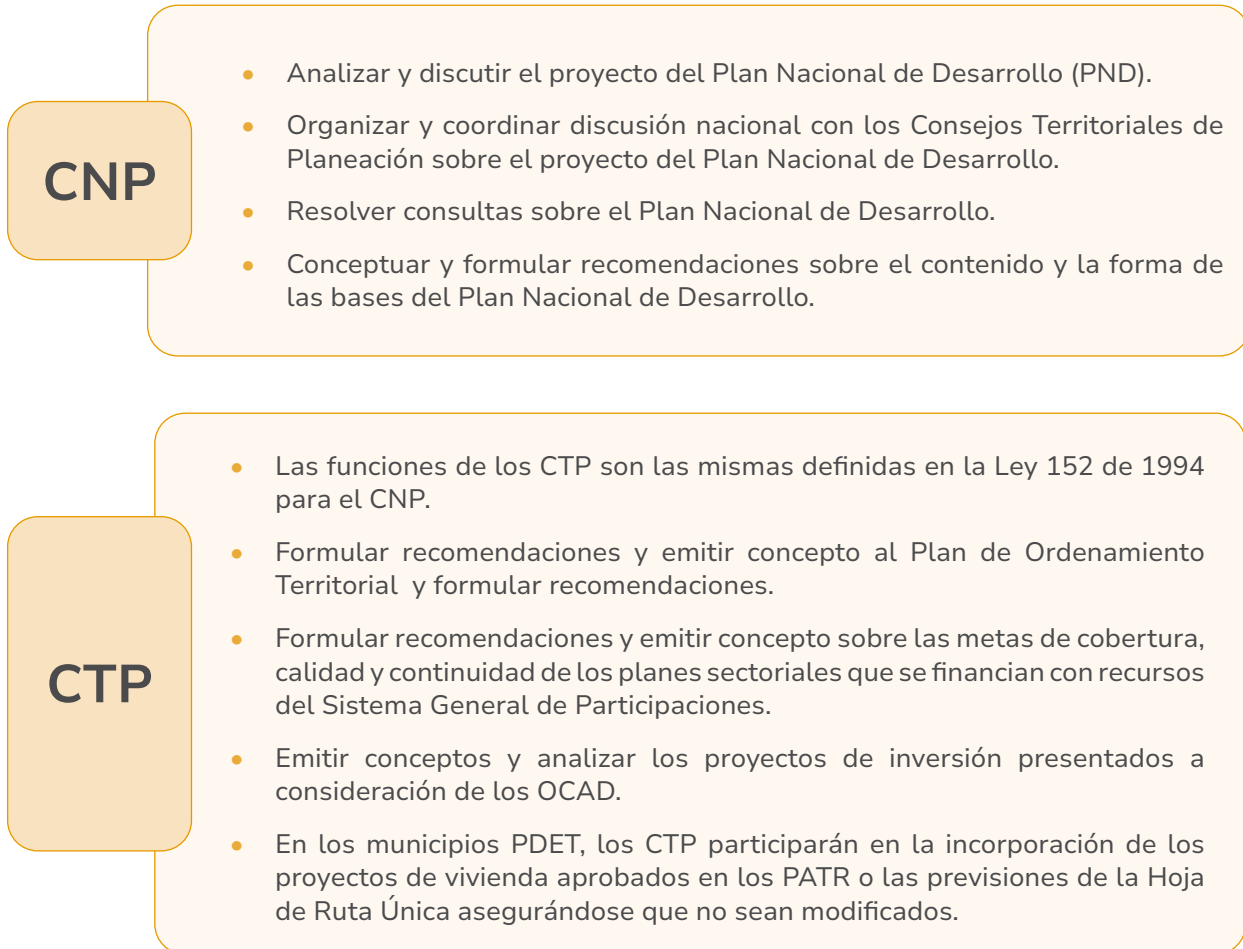 CNP
• Analizar y discutir el proyecto del Plan Nacional de Desarrollo (PND).
• Organizar y coordinar discusión nacional con los Consejos Territoriales de
Planeación sobre el proyecto del Plan Nacional de Desarrollo.
• Resolver consultas sobre el Plan Nacional de Desarrollo.
• Conceptuar y formular recomendaciones sobre el contenido y la forma de
las bases del Plan Nacional de Desarrollo.
CTP
• Las funciones de los CTP son las mismas definidas en la Ley 152 de 1994
para el CNP.
• Formular recomendaciones y emitir concepto al Plan de Ordenamiento
Territorial  y formular recomendaciones.
• Formular recomendaciones y emitir concepto sobre las metas de cobertura,
calidad y continuidad de los planes sectoriales que se financian con recursos
del Sistema General de Participaciones.
• Emitir conceptos y analizar los proyectos de inversión presentados a
consideración de los OCAD.
• En los municipios PDET, los CTP participarán en la incorporación de los
proyectos de vivienda aprobados en los PATR o las previsiones de la Hoja
de Ruta Única asegurándose que no sean modificados.